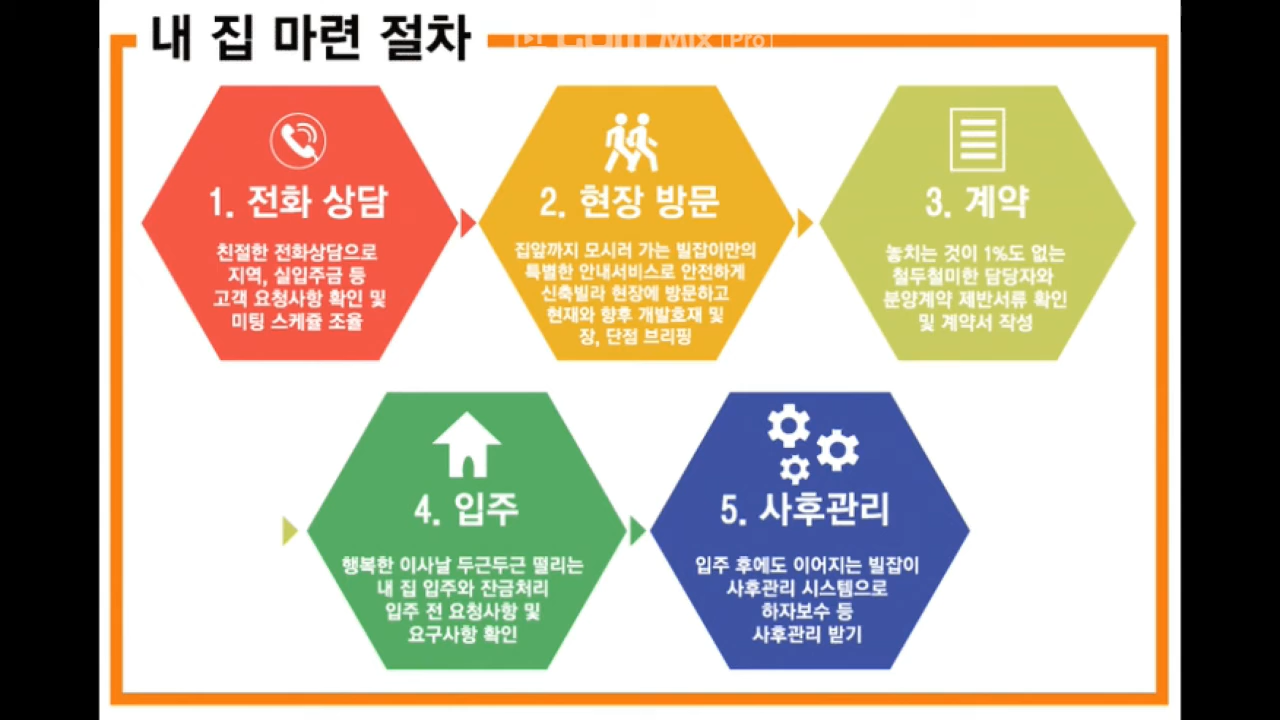 내 집 마련 절차
GOM Mix Pro
1. 전화 상담
친절한 전화상담으로
지역, 실입주금 등
고객 요청사항 확인 및
미팅 스케쥴 조율
2. 현장 방문
집앞까지 모시러 가는 빌잡이만의
특별한 안내서비스로 안전하게
신축빌라 현장에 방문하고
현재와 향후 개발호재 및
장, 단점 브리핑
3. 계약
놓치는 것이 1%도 없는
철두철미한 담당자와
분양계약 제반서류 확인
및 계약서 작성
4. 입주
행복한 이사날 두근두근 떨리는
내 집 입주와 잔금처리
입주 전 요청사항 및
요구사항 확인
5. 사후관리
입주 후에도 이어지는 빌잡이
사후관리 시스템으로
하자보수 등
사후관리 받기